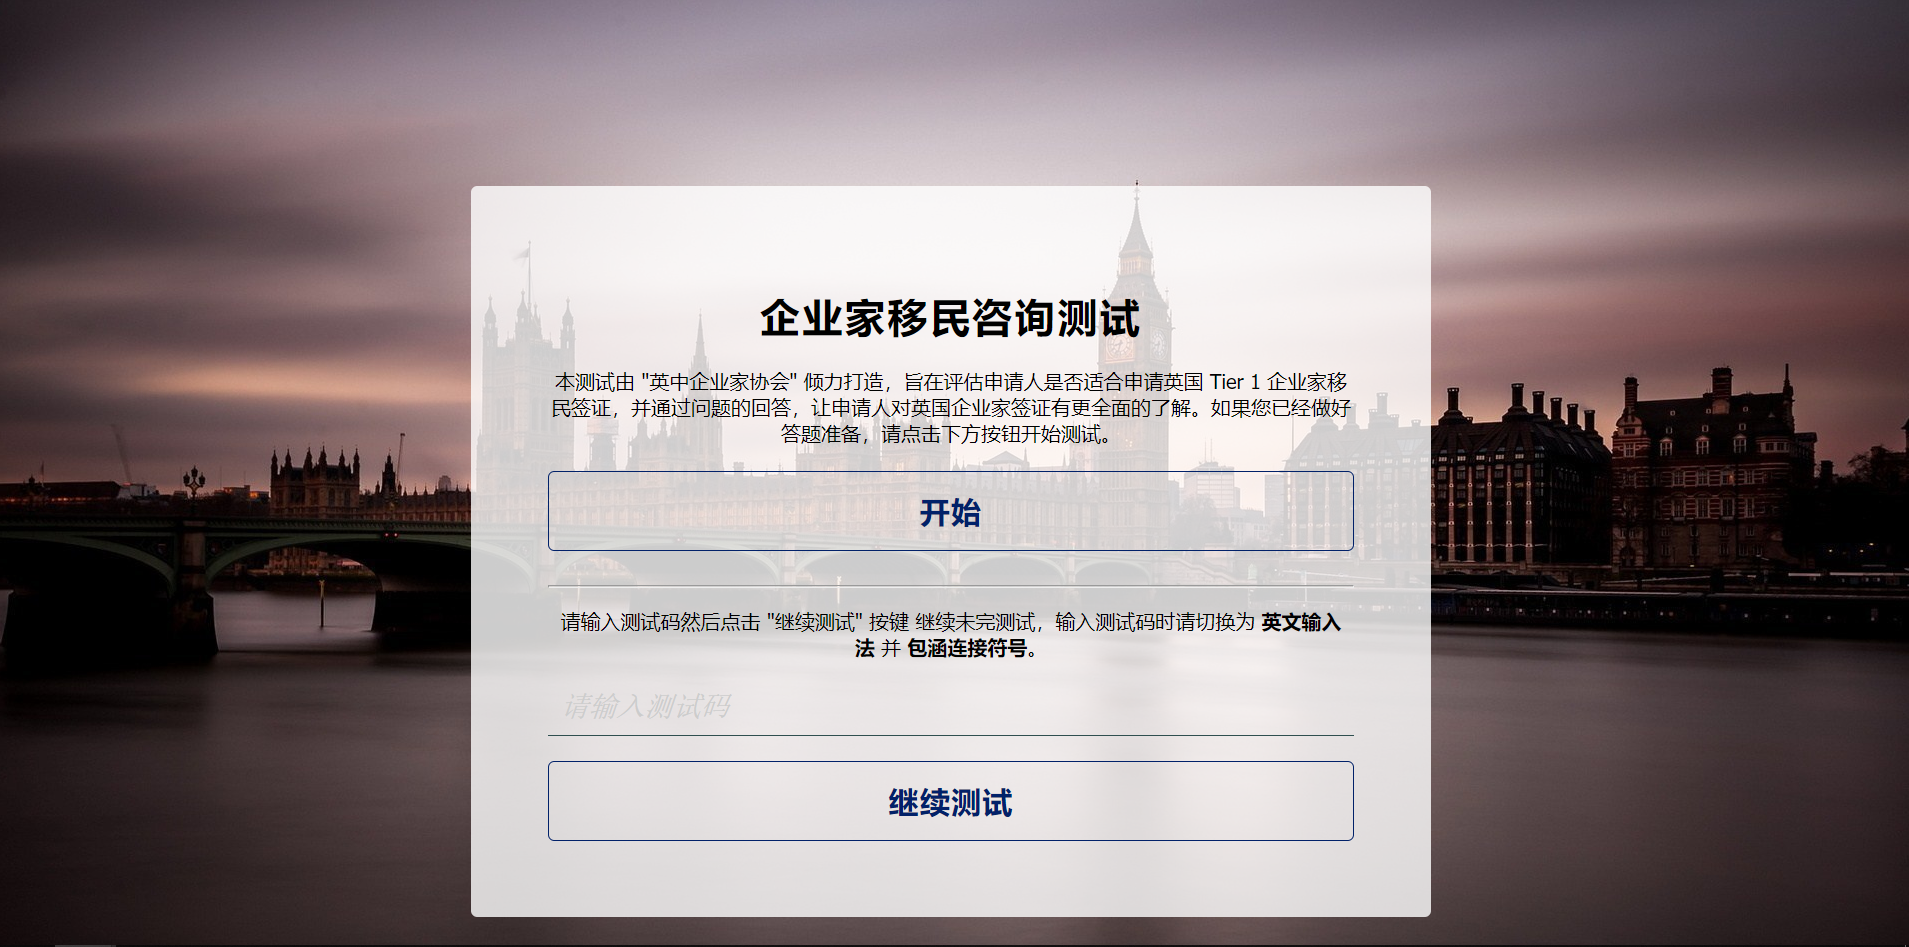 企业家移民咨询测试
本测试由 "英中企业家协会" 倾力打造，旨在评估申请人是否适合申请英国 Tier 1 企业家移
民签证，并通过问题的回答，让申请人对英国企业家签证有更全面的了解。如果您已经做好
答题准备，请点击下方按钮开始测试。
开始
请输入测试码然后点击 "继续测试" 按键 继续未完测试，输入测试码时请切换为 英文输入
法 并 包涵连接符号。
请输入测试码
继续测试